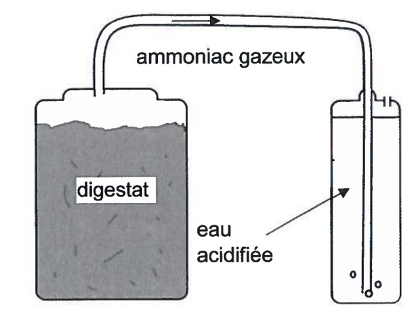 ammoniac gazeux
digestat
eau
acidifiée